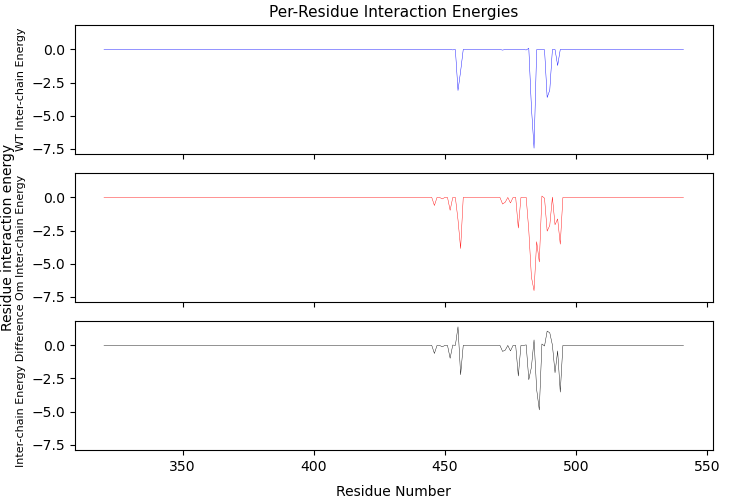 Per-Residue Interaction Energies
WT Inter-chain Energy
0.0
−2.5
−5.0
−7.5
Residue interaction energy
Om Inter-chain Energy
0.0
−2.5
−5.0
−7.5
Inter-chain Energy Difference
0.0
−2.5
−5.0
−7.5
350
400
450
500
550
Residue Number